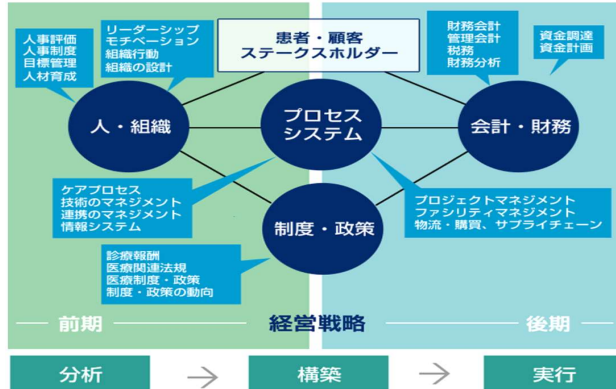 患者・顧客
ステークスホルダー
人事評価
人事制度
目標管理
人材育成
リーダーシップ
モチベーション
組織行動
組織の設計
財務会計
管理会計
税務
財務分析
資金調達
資金計画
人・組織
プロセス
システム
会計・財務
ケアプロセス
技術のマネジメント
連携のマネジメント
情報システム
プロジェクトマネジメント
ファシリティマネジメント
物流・購買、サプライチェーン
制度・政策
診療報酬
医療関連法規
医療制度・政策
制度・政策の動向
前期
経営戦略
後期
分析
構築
実行